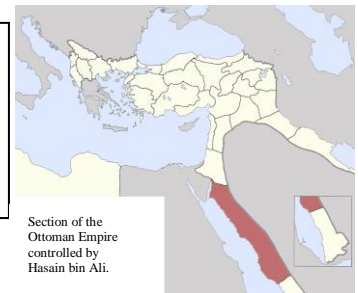 Section of the
Ottoman Empire
controlled by
Hasain bin Ali.